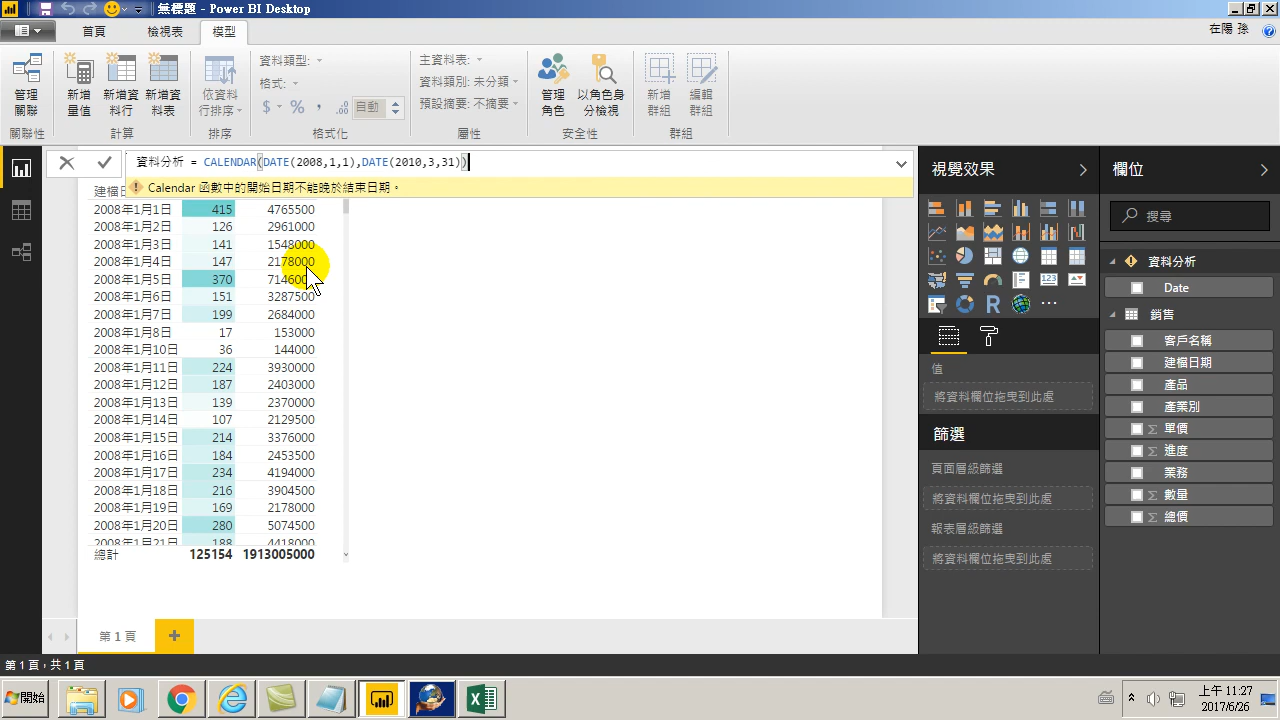 無標題 - Power BI Desktop
首頁
檢視表
模型
在陽 孫
管理
關聯
關聯性
新增
量值
新增資
料行
新增資
料表
計算
依資料
行排序
排序
資料類型:
格式:
$ % , .00 自動
格式化
主資料表:
資料類別: 未分類
預設摘要: 不摘要
屬性
管理
角色
以角色身
分檢視
安全性
新增
群組
編輯
群組
群組
資料分析 = CALENDAR(DATE(2008,1,1),DATE(2010,3,31))
Calendar 函數中的開始日期不能晚於結束日期。
建檔
2008年1月1日 415 4765500
2008年1月2日 126 2961000
2008年1月3日 141 1548000
2008年1月4日 147 2178000
2008年1月5日 370 714600
2008年1月6日 151 3287500
2008年1月7日 199 2684000
2008年1月8日 17 153000
2008年1月10日 36 144000
2008年1月11日 224 3930000
2008年1月12日 187 2403000
2008年1月13日 139 2370000
2008年1月14日 107 2129500
2008年1月15日 214 3376000
2008年1月16日 184 2453500
2008年1月17日 234 4194000
2008年1月18日 216 3904500
2008年1月19日 169 2178000
2008年1月20日 280 5074500
2008年1月21日 188 4418000
總計 125154 1913005000
視覺效果
R
123
值
將資料欄位拖曳到此處
篩選
頁面層級篩選
將資料欄位拖曳到此處
報表層級篩選
將資料欄位拖曳到此處
欄位
搜尋
資料分析
Date
銷售
客戶名稱
建檔日期
產品
產業別
Σ 單價
Σ 進度
業務
Σ 數量
Σ 總價
第 1 頁
第 1 頁，共 1 頁
開始
上午 11:27
2017/6/26